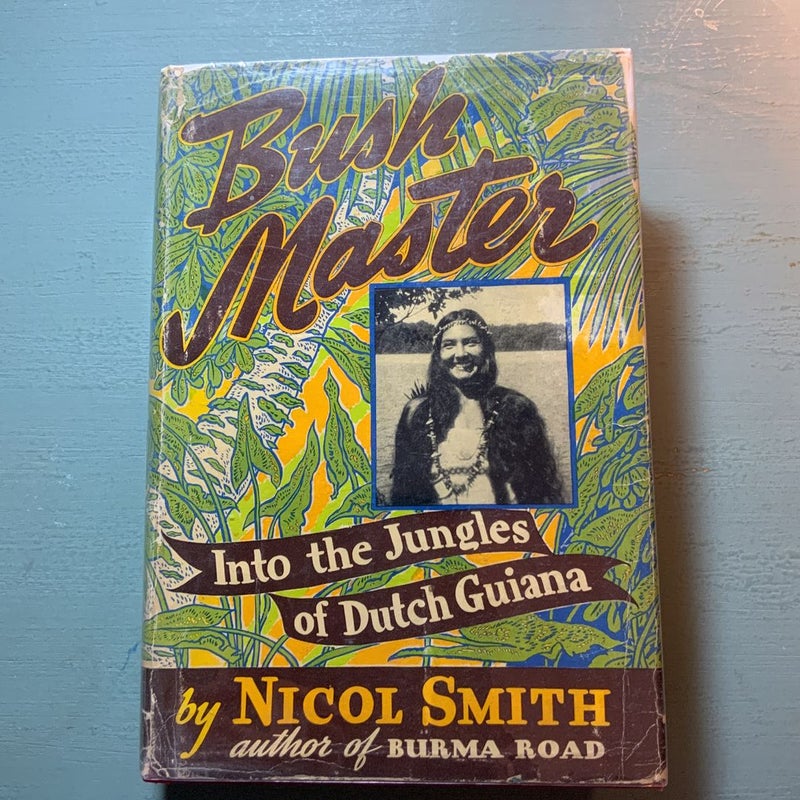 Bush
Master
Into the Jungles
of Dutch Guiana
by NICOL SMITH
author of BURMA ROAD